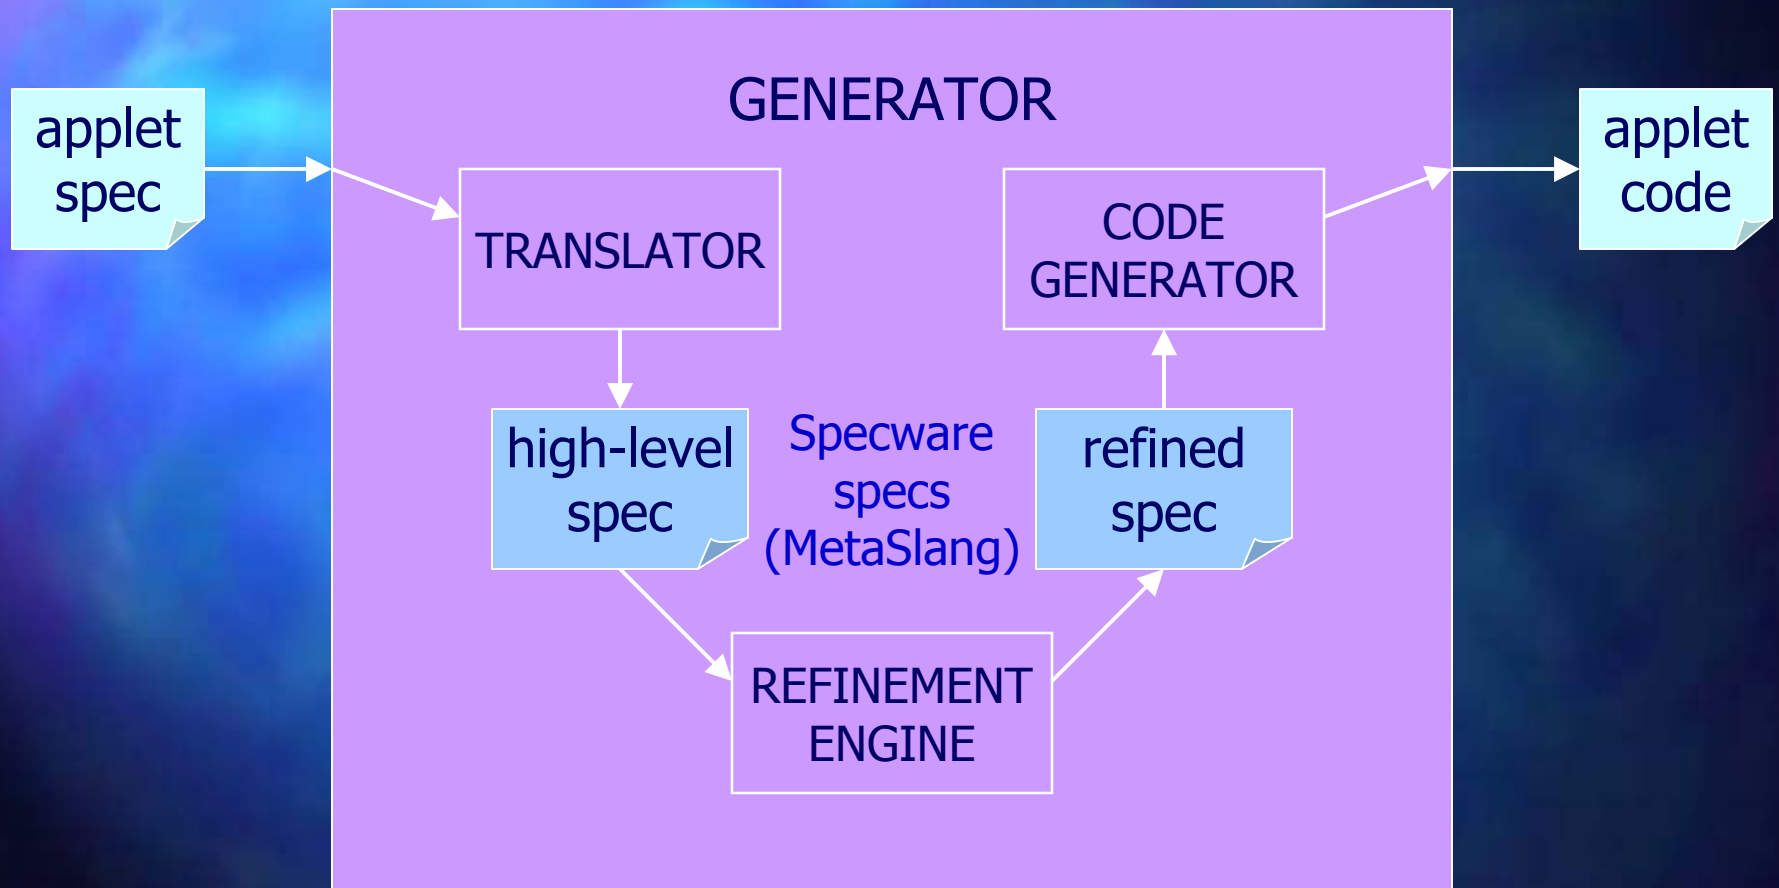 GENERATOR
applet
spec
TRANSLATOR
CODE
GENERATOR
applet
code
high-level
spec
Specware
specs
(MetaSlang)
refined
spec
REFINEMENT
ENGINE